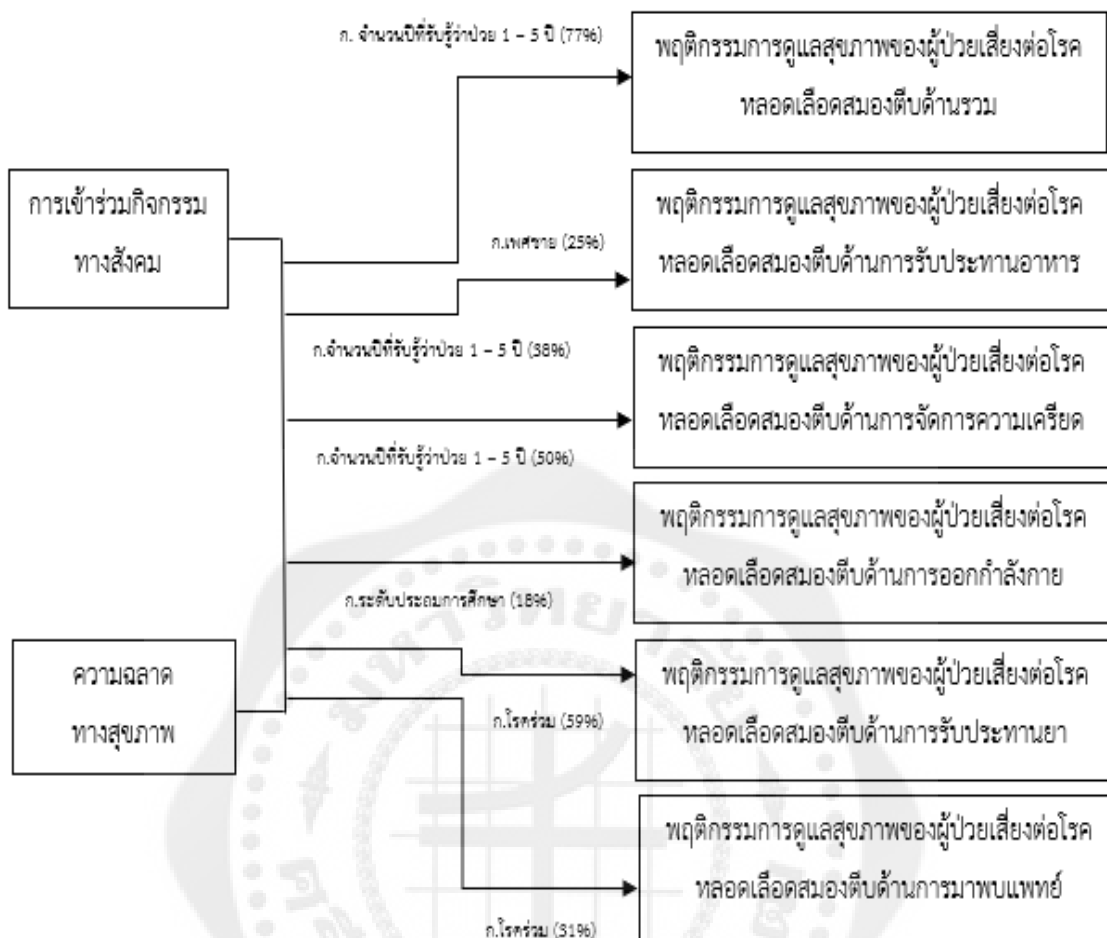 ก. จำนวนปีที่รับรู้ว่าป่วย 1 – 5 ปี (77%)
พฤติกรรมการดูแลสุขภาพของผู้ป่วยเสี่ยงต่อโรค
หลอดเลือดสมองตีบด้านรวม
การเข้าร่วมกิจกรรม
ทางสังคม
ก.เพศชาย (25%)
พฤติกรรมการดูแลสุขภาพของผู้ป่วยเสี่ยงต่อโรค
หลอดเลือดสมองตีบด้านการรับประทานอาหาร
ก.จำนวนปีที่รับรู้ว่าป่วย 1 – 5 ปี (38%)
พฤติกรรมการดูแลสุขภาพของผู้ป่วยเสี่ยงต่อโรค
หลอดเลือดสมองตีบด้านการจัดการความเครียด
ก.จำนวนปีที่รับรู้ว่าป่วย 1 – 5 ปี (50%)
พฤติกรรมการดูแลสุขภาพของผู้ป่วยเสี่ยงต่อโรค
หลอดเลือดสมองตีบด้านการออกกำลังกาย
ก.ระดับประถมการศึกษา (18%)
ความฉลาด
ทางสุขภาพ
พฤติกรรมการดูแลสุขภาพของผู้ป่วยเสี่ยงต่อโรค
หลอดเลือดสมองตีบด้านการรับประทานยา
ก.โรคร่วม (59%)
พฤติกรรมการดูแลสุขภาพของผู้ป่วยเสี่ยงต่อโรค
หลอดเลือดสมองตีบด้านการมาพบแพทย์
ก.โรคร่วม (31%)